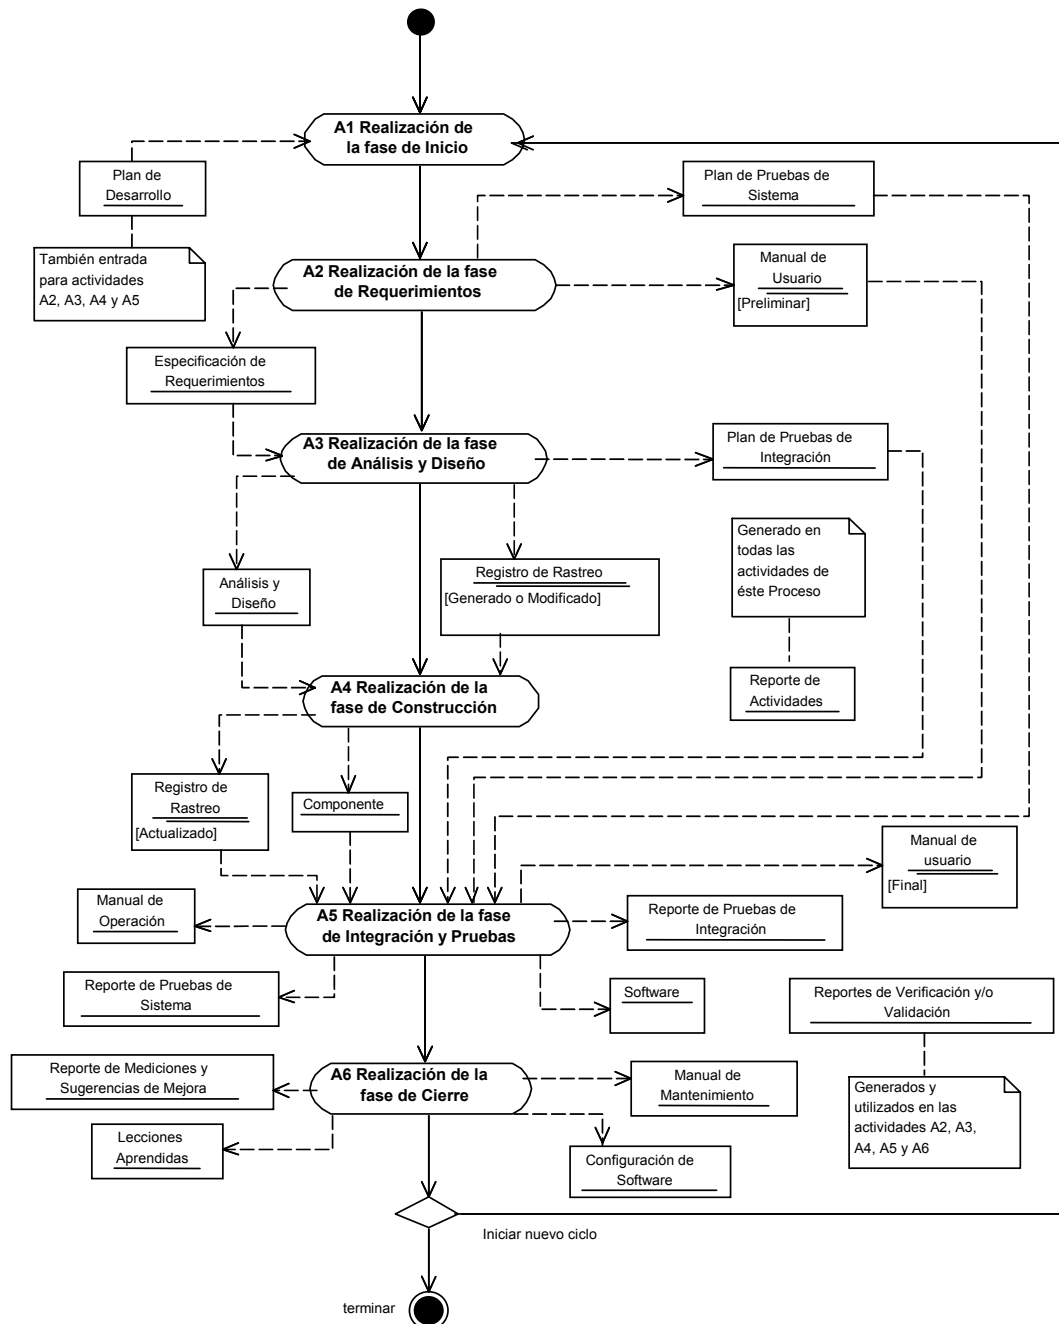 A1 Realización de
la fase de Inicio
Plan de
Desarrollo
Plan de Pruebas de
Sistema
También entrada
para actividades
A2, A3, A4 y A5
A2 Realización de la fase
de Requerimientos
Manual de
Usuario
[Preliminar]
Especificación de
Requerimientos
A3 Realización de la fase
de Análisis y Diseño
Plan de Pruebas de
Integración
Generado en
todas las
actividades de
éste Proceso
Análisis y
Diseño
Registro de Rastreo
[Generado o Modificado]
Reporte de
Actividades
A4 Realización de la
fase de Construcción
Registro de
Rastreo
[Actualizado]
Componente
Manual de
usuario
[Final]
Manual de
Operación
A5 Realización de la fase
de Integración y Pruebas
Reporte de Pruebas de
Integración
Reporte de Pruebas de
Sistema
Software
Reportes de Verificación y/o
Validación
Reporte de Mediciones y
Sugerencias de Mejora
A6 Realización de la
fase de Cierre
Manual de
Mantenimiento
Generados y
utilizados en las
actividades A2, A3,
A4, A5 y A6
Lecciones
Aprendidas
Configuración de
Software
Iniciar nuevo ciclo
terminar